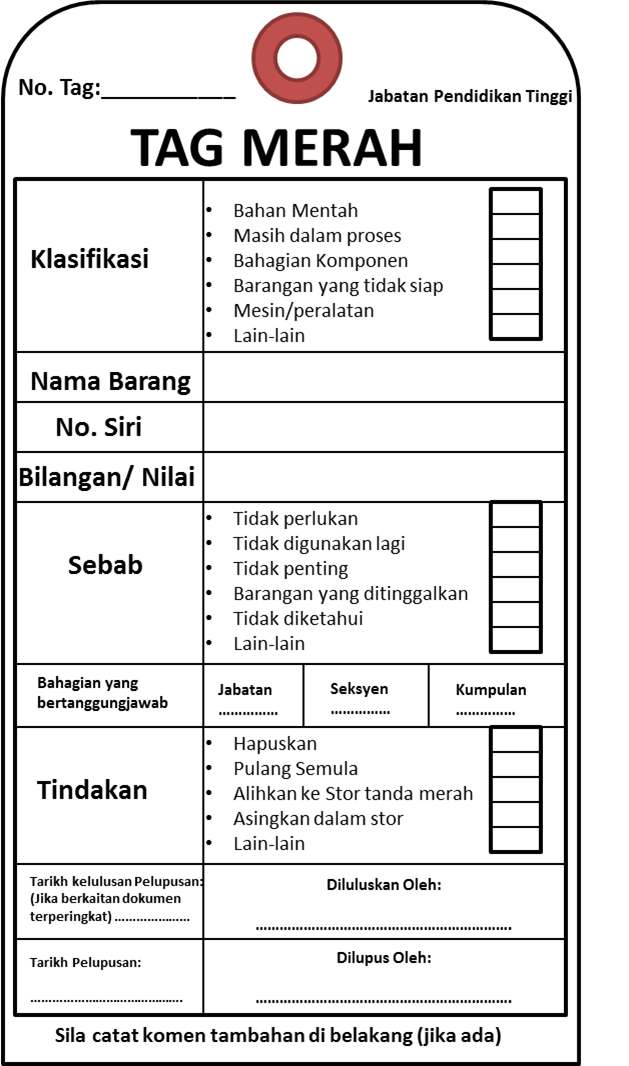 No. Tag:___________
Jabatan Pendidikan Tinggi
TAG MERAH
Klasifikasi
• Bahan Mentah
• Masih dalam proses
• Bahagian Komponen
• Barangan yang tidak siap
• Mesin/peralatan
• Lain-lain
Nama Barang
No. Siri
Bilangan/ Nilai
Sebab
• Tidak perlukan
• Tidak digunakan lagi
• Tidak penting
• Barangan yang ditinggalkan
• Tidak diketahui
• Lain-lain
Bahagian yang
bertanggungjawab
Jabatan
...............
Seksyen
...............
Kumpulan
...............
Tindakan
• Hapuskan
• Pulang Semula
• Alihkan ke Stor tanda merah
• Asingkan dalam stor
• Lain-lain
Tarikh kelulusan Pelupusan:
(Jika berkaitan dokumen
terperingkat) .....................
Diluluskan Oleh:
................................................................
Tarikh Pelupusan:
..........................................
Dilupus Oleh:
................................................................
Sila catat komen tambahan di belakang (jika ada)